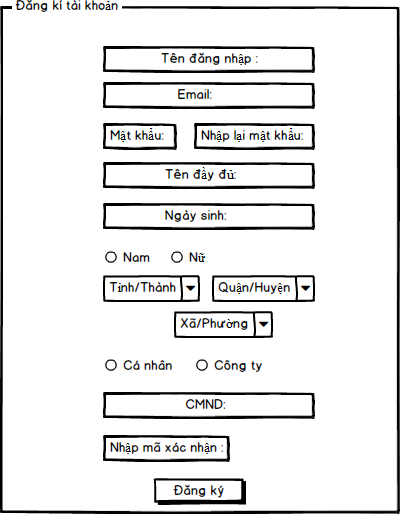 Đăng kí tài khoản
Tên đăng nhập :
Email:
Mật khẩu: Nhập lại mật khẩu:
Tên đầy đủ:
Ngày sinh:
Nam Nữ
Tỉnh/Thành Quận/Huyện
Xã/Phường
Cá nhân Công ty
CMND:
Nhập mã xác nhận :
Đăng ký